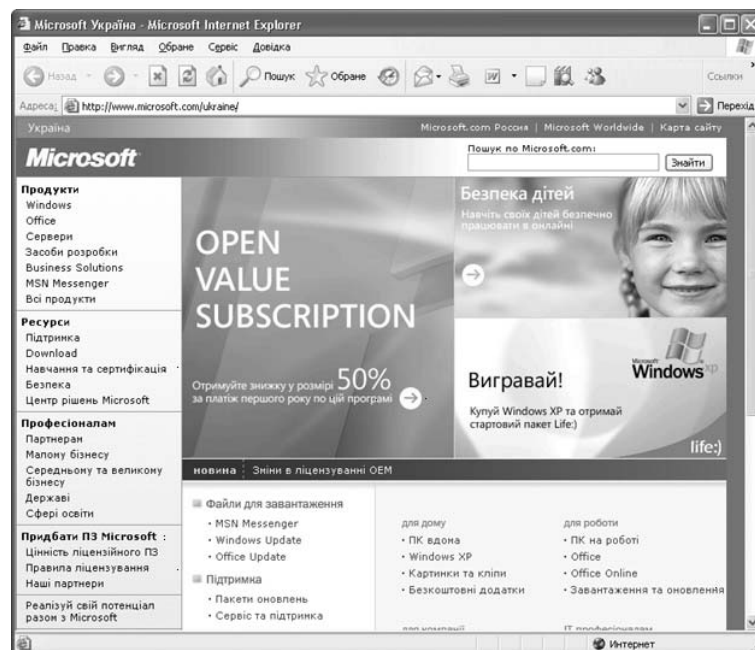 Microsoft Україна - Microsoft Internet Explorer
Файл Правка Вигляд Обране Сервіс Довідка
Назад Пошук Обране Ссылки
Адреса: http://www.microsoft.com/ukraine/ Перехід
Україна Microsoft.com Россия | Microsoft Worldwide | Карта сайту
Microsoft
Пошук по Microsoft.com:
Знайти
Продукти
Windows
Office
Сервери
Засоби розробки
Business Solutions
MSN Messenger
Всі продукти
Ресурси
Підтримка
Download
Навчання та сертифікація
Безпека
Центр рішень Microsoft
Професіоналам
Партнерам
Малому бізнесу
Середньому та великому
бізнесу
Державі
Сфері освіти
Придбати ПЗ Microsoft :
Цінність ліцензійного ПЗ
Правила ліцензування
Наші партнери
Реалізуй свій потенціал
разом з Microsoft
OPEN
VALUE
SUBSCRIPTION
Отримуйте знижку у розмірі 50%
за платіж першого року по цій програмі
Безпека дітей
Навчіть своїх дітей безпечно
працювати в онлайні
Microsoft
Windows xp
Вигравай!
Купуй Windows XP та отримай
стартовий пакет Life:)
life:)
новина Зміни в ліцензуванні OEM
Файли для завантаження
· MSN Messenger
· Windows Update
· Office Update
Підтримка
· Пакети оновлень
· Сервіс та підтримка
для дому
· ПК вдома
· Windows XP
· Картинки та кліпи
· Безкоштовні додатки
для компанії
для роботи
· ПК на роботі
· Office
· Office Online
· Завантаження та оновлення
ІТ професіоналам
Интернет